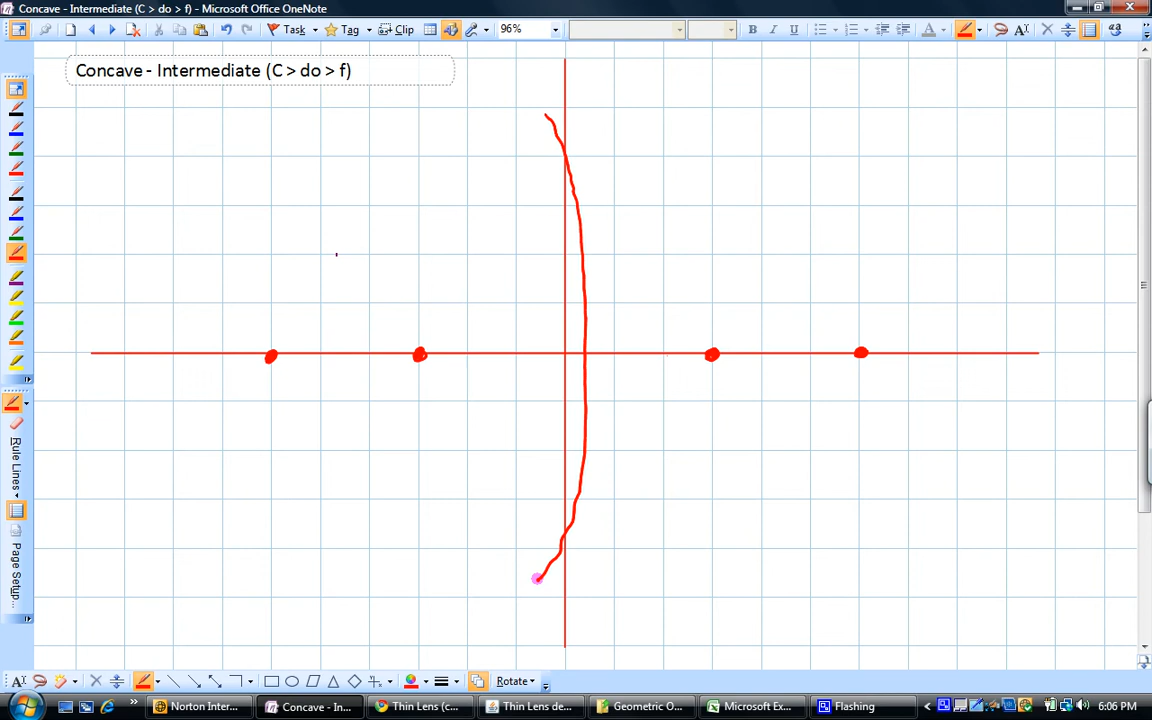 Concave - Intermediate (C > do > f) - Microsoft Office OneNote
Task Tag Clip 96% B I U A A
Concave - Intermediate (C > do > f)
Rule Lines
Page Setup...
A Rotate
Norton Inter... Concave - In... Thin Lens (c... Thin Lens de... Geometric O... Microsoft Ex... Flashing 6:06 PM